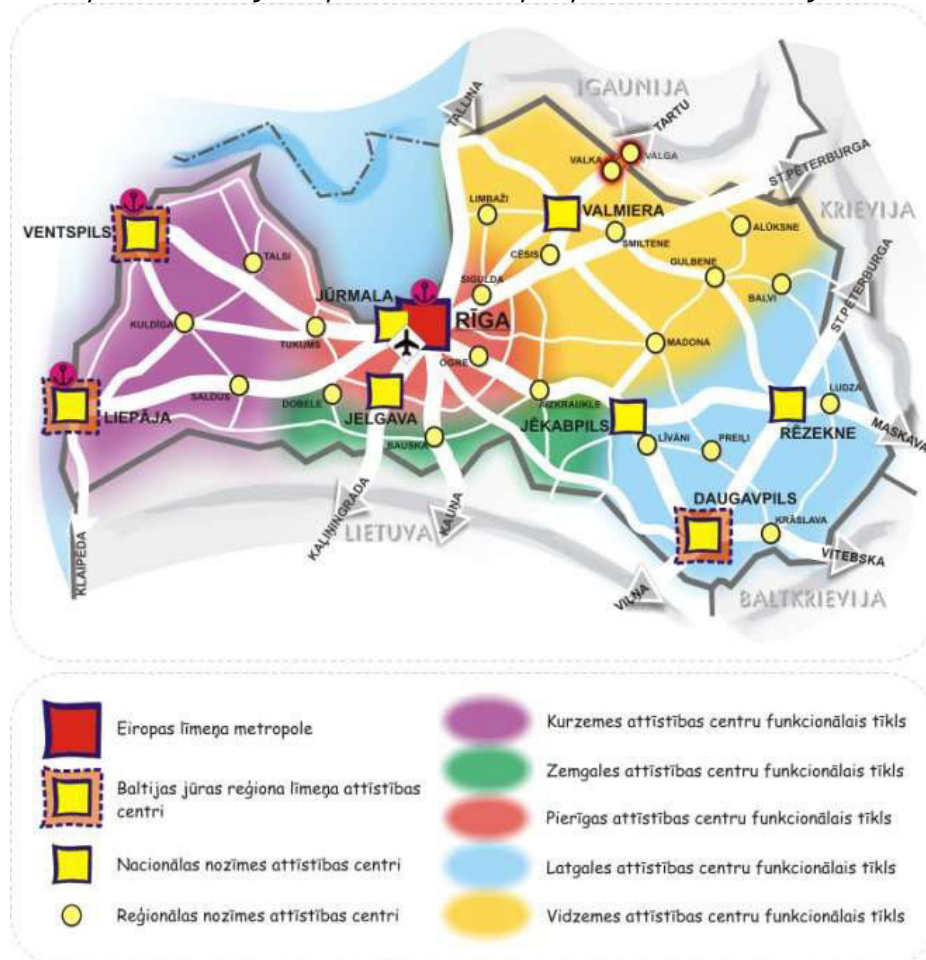 IGAUNIJA
TALLINA
TARTU
VALKA
VALGA
ST.PĒTERBURGA
KRIEVIJA
LIMBAŽI
VALMIERA
SMILTENE
ALŪKSNE
VENTSPILS
TALSI
CĒSIS
GULBENE
SIGULDA
BALVI
ST.PĒTERBURGA
JŪRMALA
RĪGA
KULDĪGA
TUKUMS
MADONA
OGRE
LIEPĀJA
SALDUS
DOBELE
JELGAVA
AIZKRAUKLE
JĒKABPILS
LUDZA
RĒZEKNE
MASKAVA
BAUSKA
LĪVĀNI
PREIĻI
DAUGAVPILS
KRĀSLAVA
KLAIPĒDA
KALININGRADA
LIETUVA
KAUNA
VITEBSKA
VIĻŅA
BALTKRIEVIJA
Eiropas līmeņa metropole
Baltijas jūras reģiona līmeņa attīstības
centri
Nacionālas nozīmes attīstības centri
Reģionālas nozīmes attīstības centri
Kurzemes attīstības centru funkcionālais tīkls
Zemgales attīstības centru funkcionālais tīkls
Pierīgas attīstības centru funkcionālais tīkls
Latgales attīstības centru funkcionālais tīkls
Vidzemes attīstības centru funkcionālais tīkls